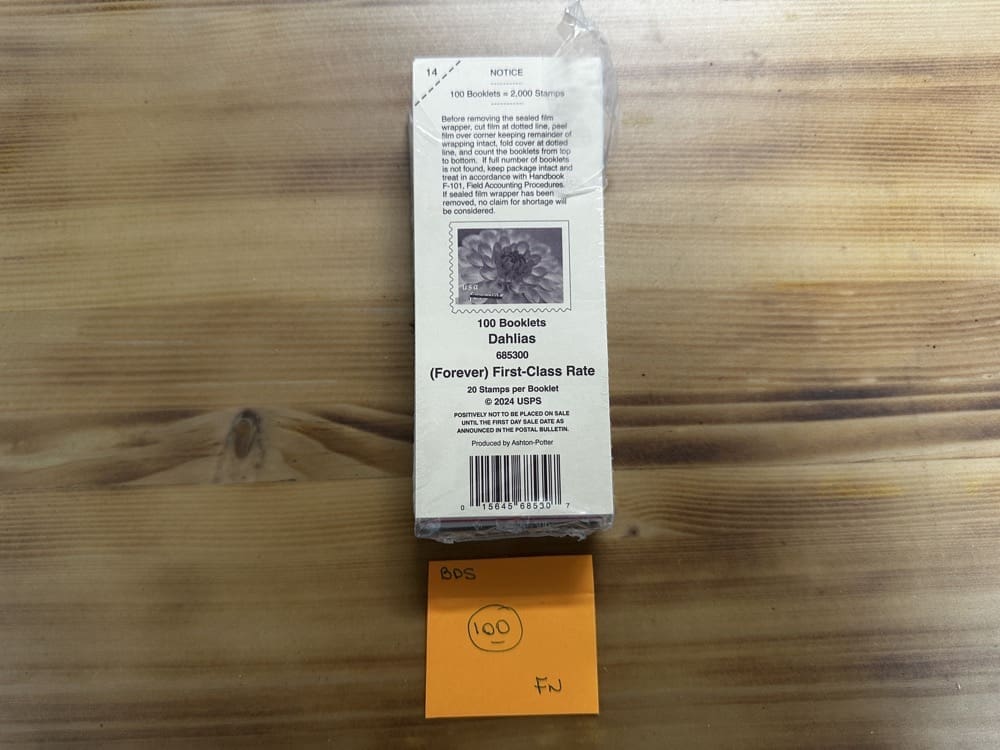 14
NOTICE
100 Booklets = 2,000 Stamps
Before removing the sealed film
wrapper, cut film at dotted line, peel
film over corner keeping remainder of
wrapping intact, fold cover at dotted
line, and count the booklets from top
to bottom. If full number of booklets
is not found, keep package intact and
treat in accordance with Handbook
F-101, Field Accounting Procedures.
If sealed film wrapper has been
removed, no claim for shortage will
be considered.
usa
100 Booklets
Dahlias
685300
(Forever) First-Class Rate
20 Stamps per Booklet
© 2024 USPS
POSITIVELY NOT TO BE PLACED ON SALE
UNTIL THE FIRST DAY SALE DATE AS
ANNOUNCED IN THE POSTAL BULLETIN.
Produced by Ashton-Potter
0 15645 68530 7
BDS
100
FN